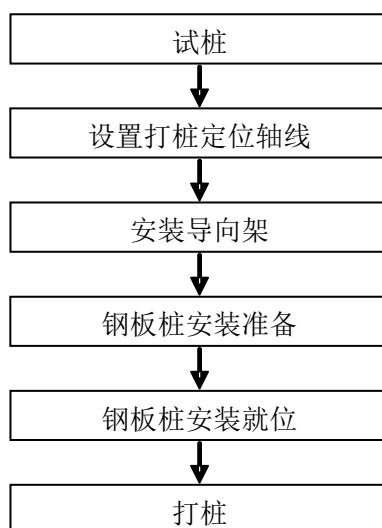 试桩
设置打桩定位轴线
安装导向架
钢板桩安装准备
钢板桩安装就位
打桩